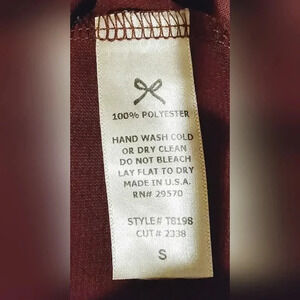 100% POLYESTER
HAND WASH COLD
OR DRY CLEAN
DO NOT BLEACH
LAY FLAT TO DRY
MADE IN U.S.A.
RN# 29570
STYLE# T8198
CUT# 2338
S